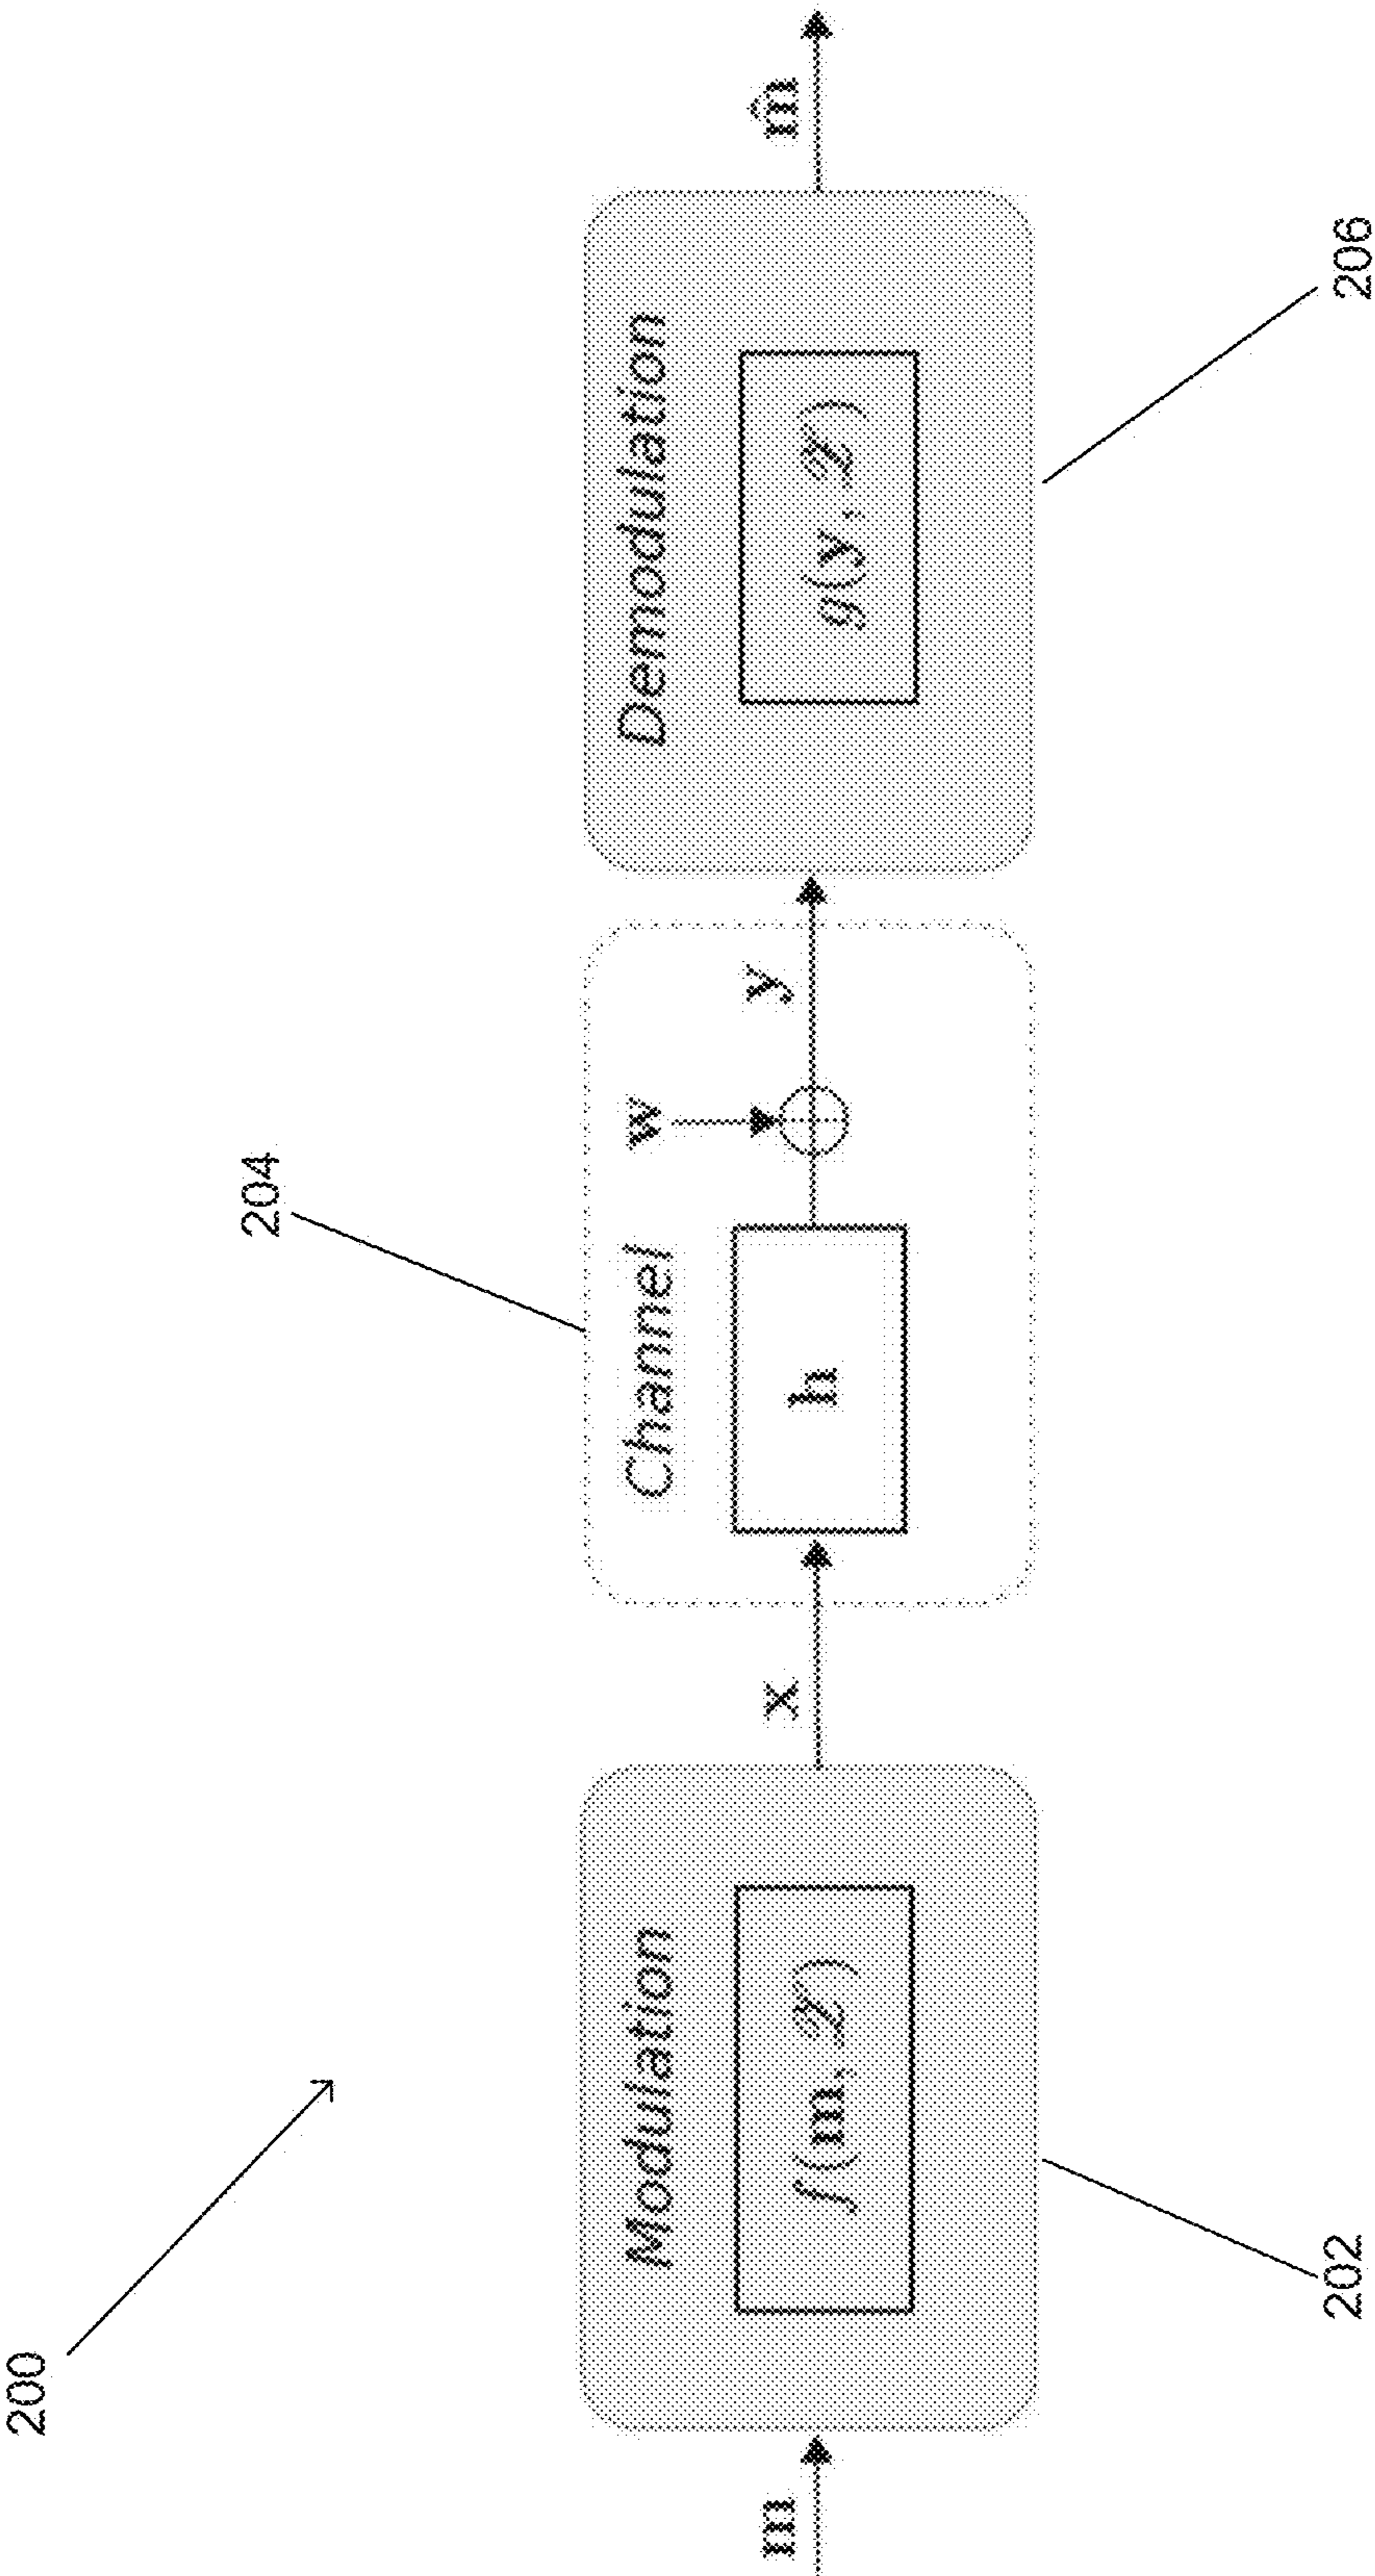 200
204
Modulation
Channel
Demodulation
w
m
x
y
m̂
f(m, 𝒳)
h
g(y, 𝒳)
202
206